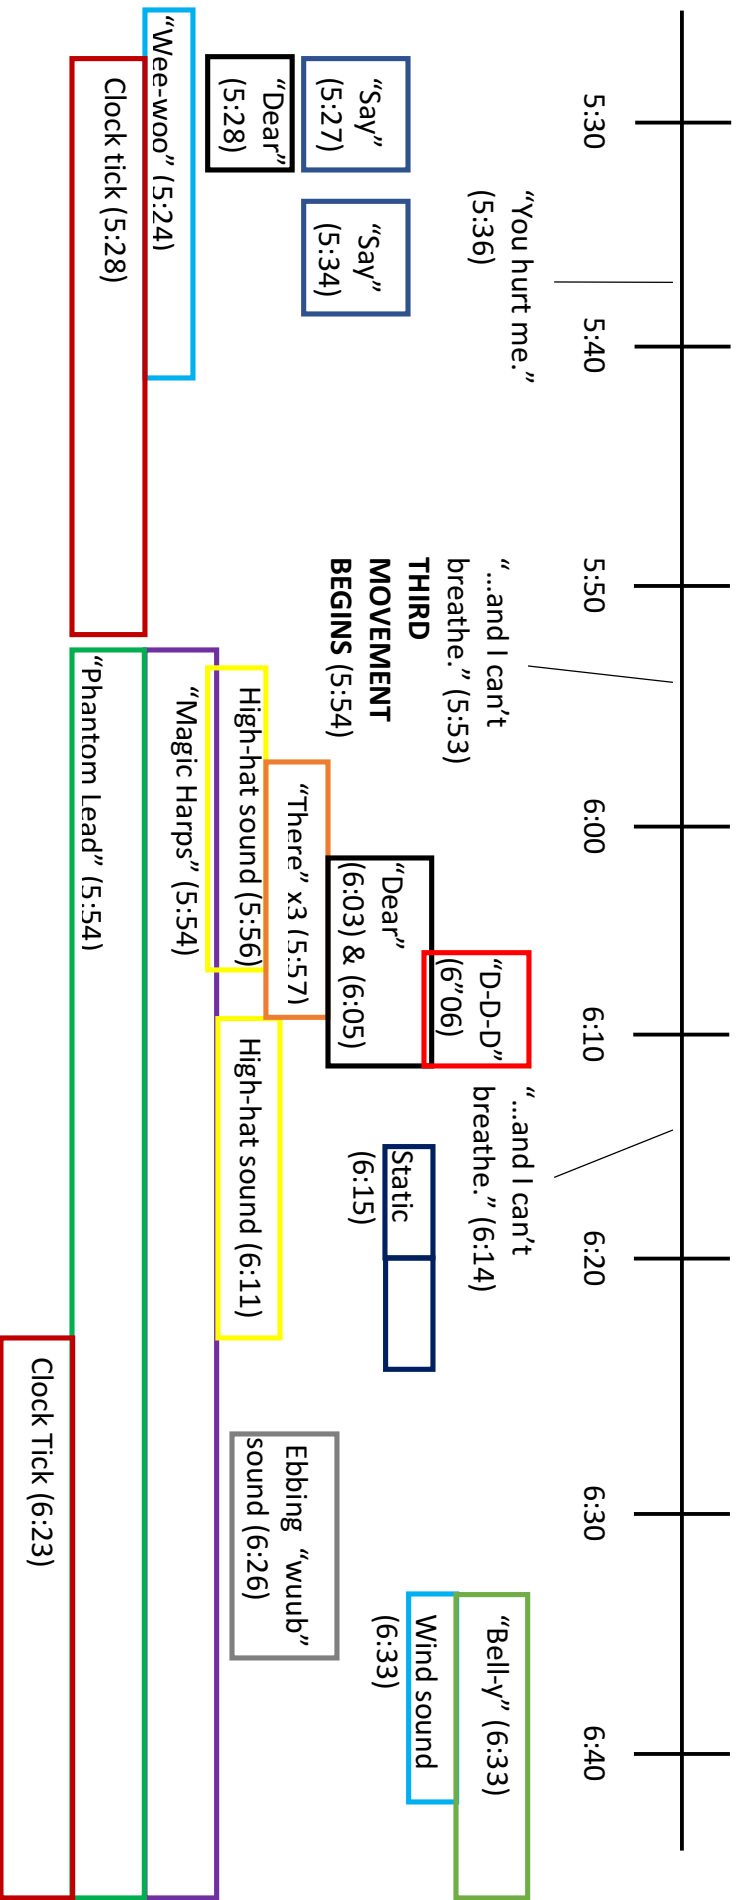 5:30
5:40
5:50
6:00
6:10
6:20
6:30
6:40
“You hurt me.”
(5:36)
“…and I can’t
breathe.” (5:53)
THIRD
MOVEMENT
BEGINS (5:54)
“…and I can’t
breathe.” (6:14)
“Say”
(5:27)
“Say”
(5:34)
“Dear”
(5:28)
“Wee-woo” (5:24)
Clock tick (5:28)
“D-D-D”
(6”06)
“Dear”
(6:03) & (6:05)
“There” x3 (5:57)
High-hat sound (5:56)
“Magic Harps” (5:54)
“Phantom Lead” (5:54)
High-hat sound (6:11)
Static
(6:15)
Ebbing “wuub”
sound (6:26)
“Bell-y” (6:33)
Wind sound
(6:33)
Clock Tick (6:23)